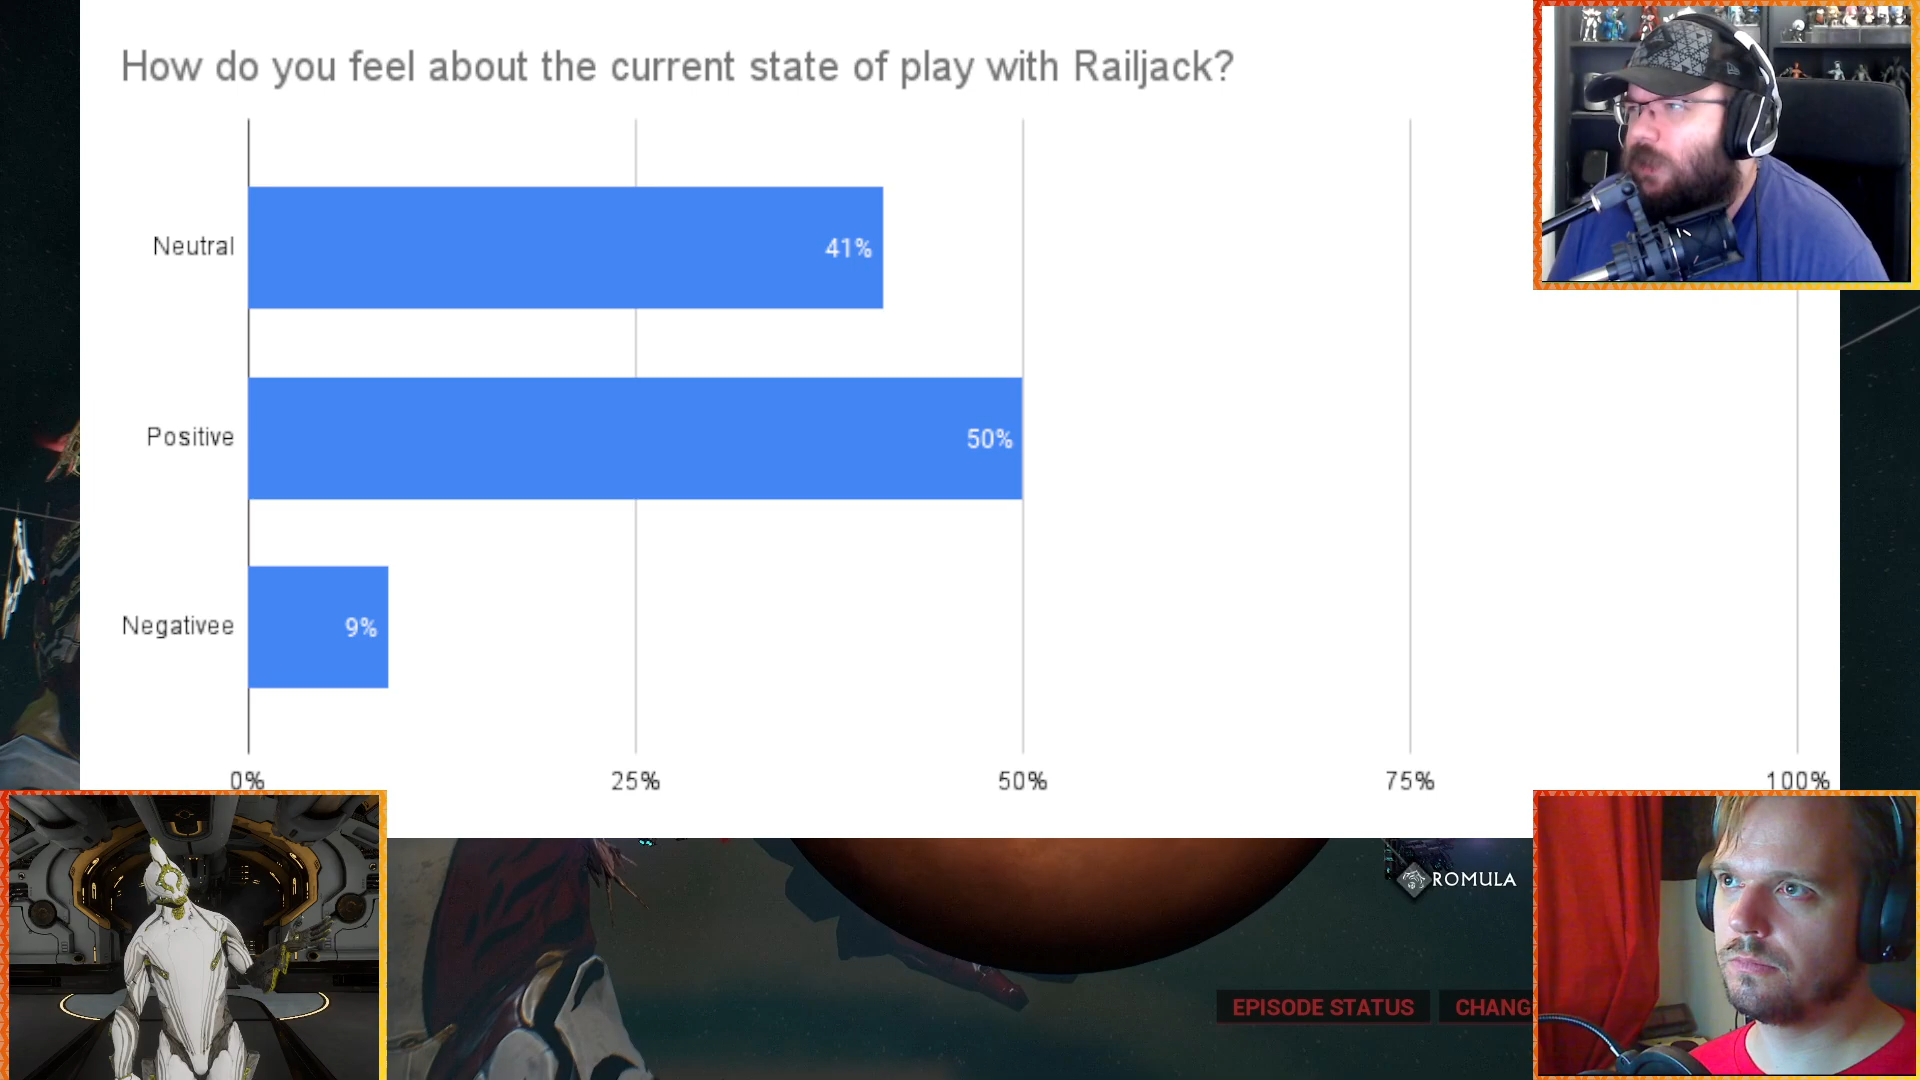 How do you feel about the current state of play with Railjack?
Neutral
41%
Positive
50%
Negativee
9%
0%
25%
50%
75%
100%
ROMULA
EPISODE STATUS
CHANG